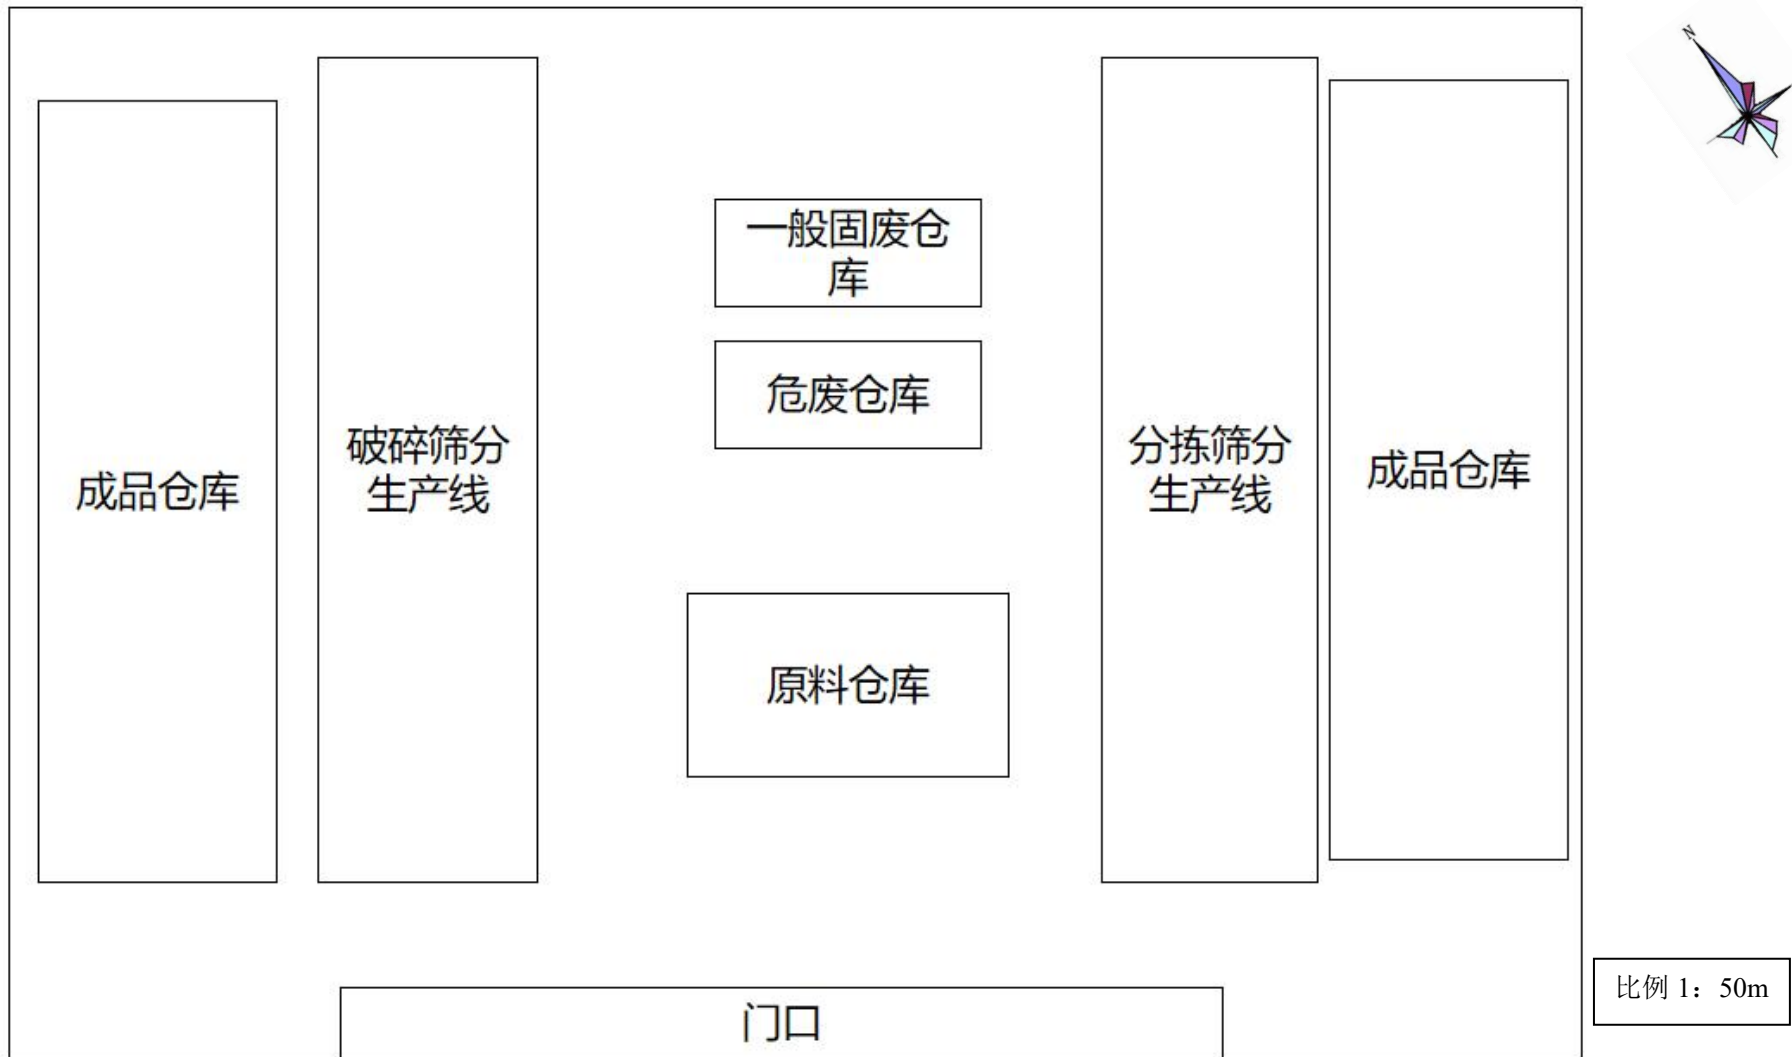 N
一般固废仓
库
危废仓库
破碎筛分
生产线
分拣筛分
生产线
成品仓库
成品仓库
原料仓库
比例 1：50m
门口